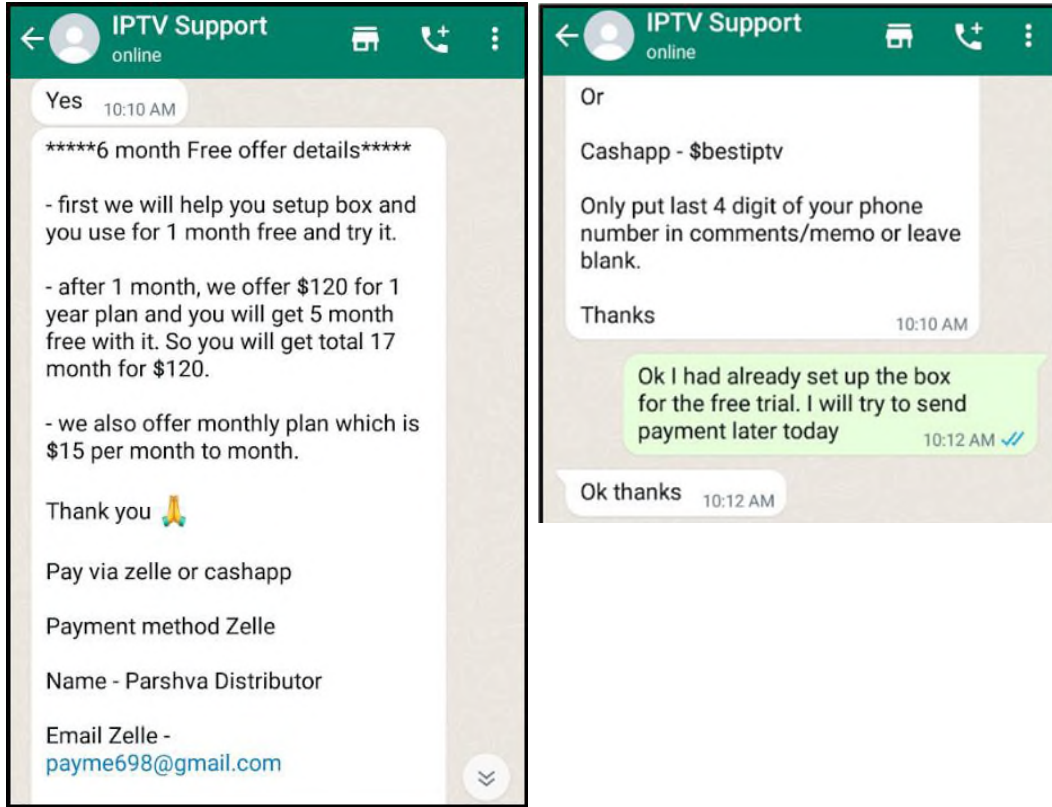 IPTV Support
online
Yes 10:10 AM
*****6 month Free offer details*****
- first we will help you setup box and
you use for 1 month free and try it.
- after 1 month, we offer $120 for 1
year plan and you will get 5 month
free with it. So you will get total 17
month for $120.
- we also offer monthly plan which is
$15 per month to month.
Thank you 🙏
Pay via zelle or cashapp
Payment method Zelle
Name - Parshva Distributor
Email Zelle -
payme698@gmail.com
IPTV Support
online
Or
Cashapp - $bestiptv
Only put last 4 digit of your phone
number in comments/memo or leave
blank.
Thanks 10:10 AM
Ok I had already set up the box
for the free trial. I will try to send
payment later today 10:12 AM
Ok thanks 10:12 AM